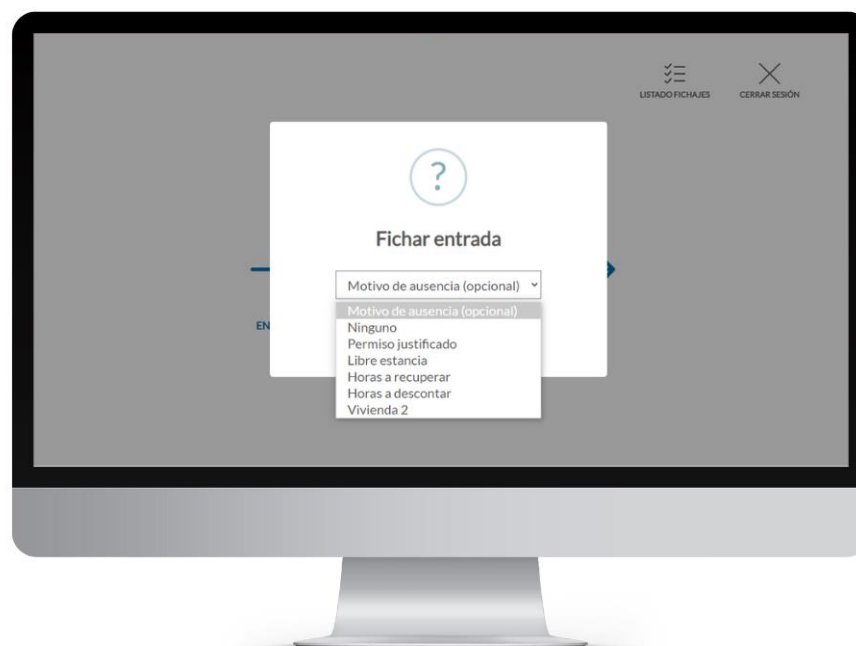 LISTADO FICHAJES
CERRAR SESIÓN
?
Fichar entrada
Motivo de ausencia (opcional)
Motivo de ausencia (opcional)
Ninguno
Permiso justificado
Libre estancia
Horas a recuperar
Horas a descontar
Vivienda 2
EN